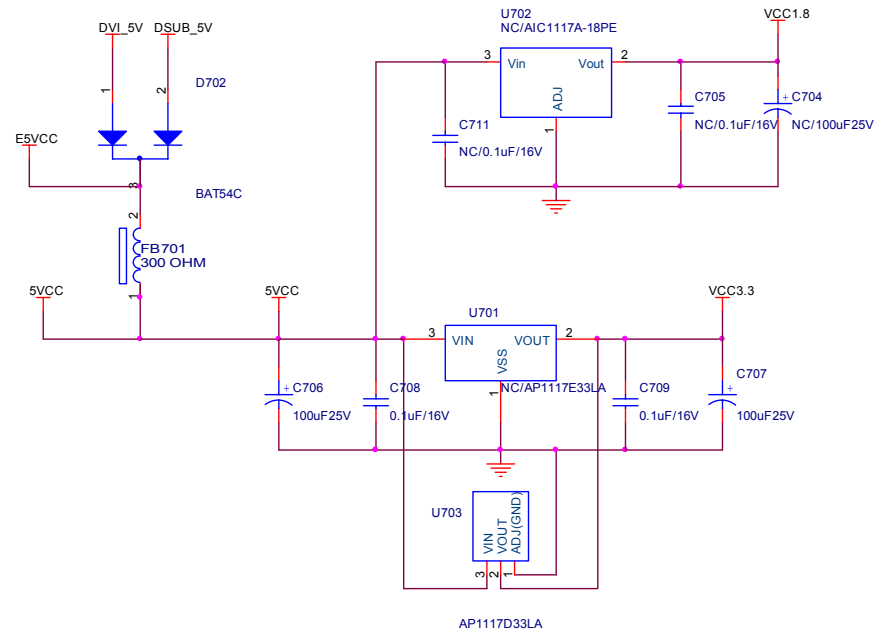 U702
NC/AIC1117A-18PE
VCC1.8
DVI_5V
DSUB_5V
3
Vin
Vout
2
ADJ
1
1
2
D702
C705
NC/0.1uF/16V
+
C704
NC/100uF25V
C711
NC/0.1uF/16V
E5VCC
3
BAT54C
2
FB701
300 OHM
1
5VCC
5VCC
VCC3.3
U701
3
VIN
VOUT
2
VSS
1
NC/AP1117E33LA
+
C706
100uF25V
C708
0.1uF/16V
C709
0.1uF/16V
C707
+
100uF25V
U703
VIN
VOUT
ADJ(GND)
3
2
1
AP1117D33LA